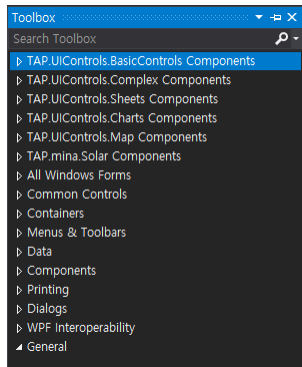 Toolbox
Search Toolbox
TAP.UIControls.BasicControls Components
TAP.UIControls.Complex Components
TAP.UIControls.Sheets Components
TAP.UIControls.Charts Components
TAP.UIControls.Map Components
TAP.mina.Solar Components
All Windows Forms
Common Controls
Containers
Menus & Toolbars
Data
Components
Printing
Dialogs
WPF Interoperability
General